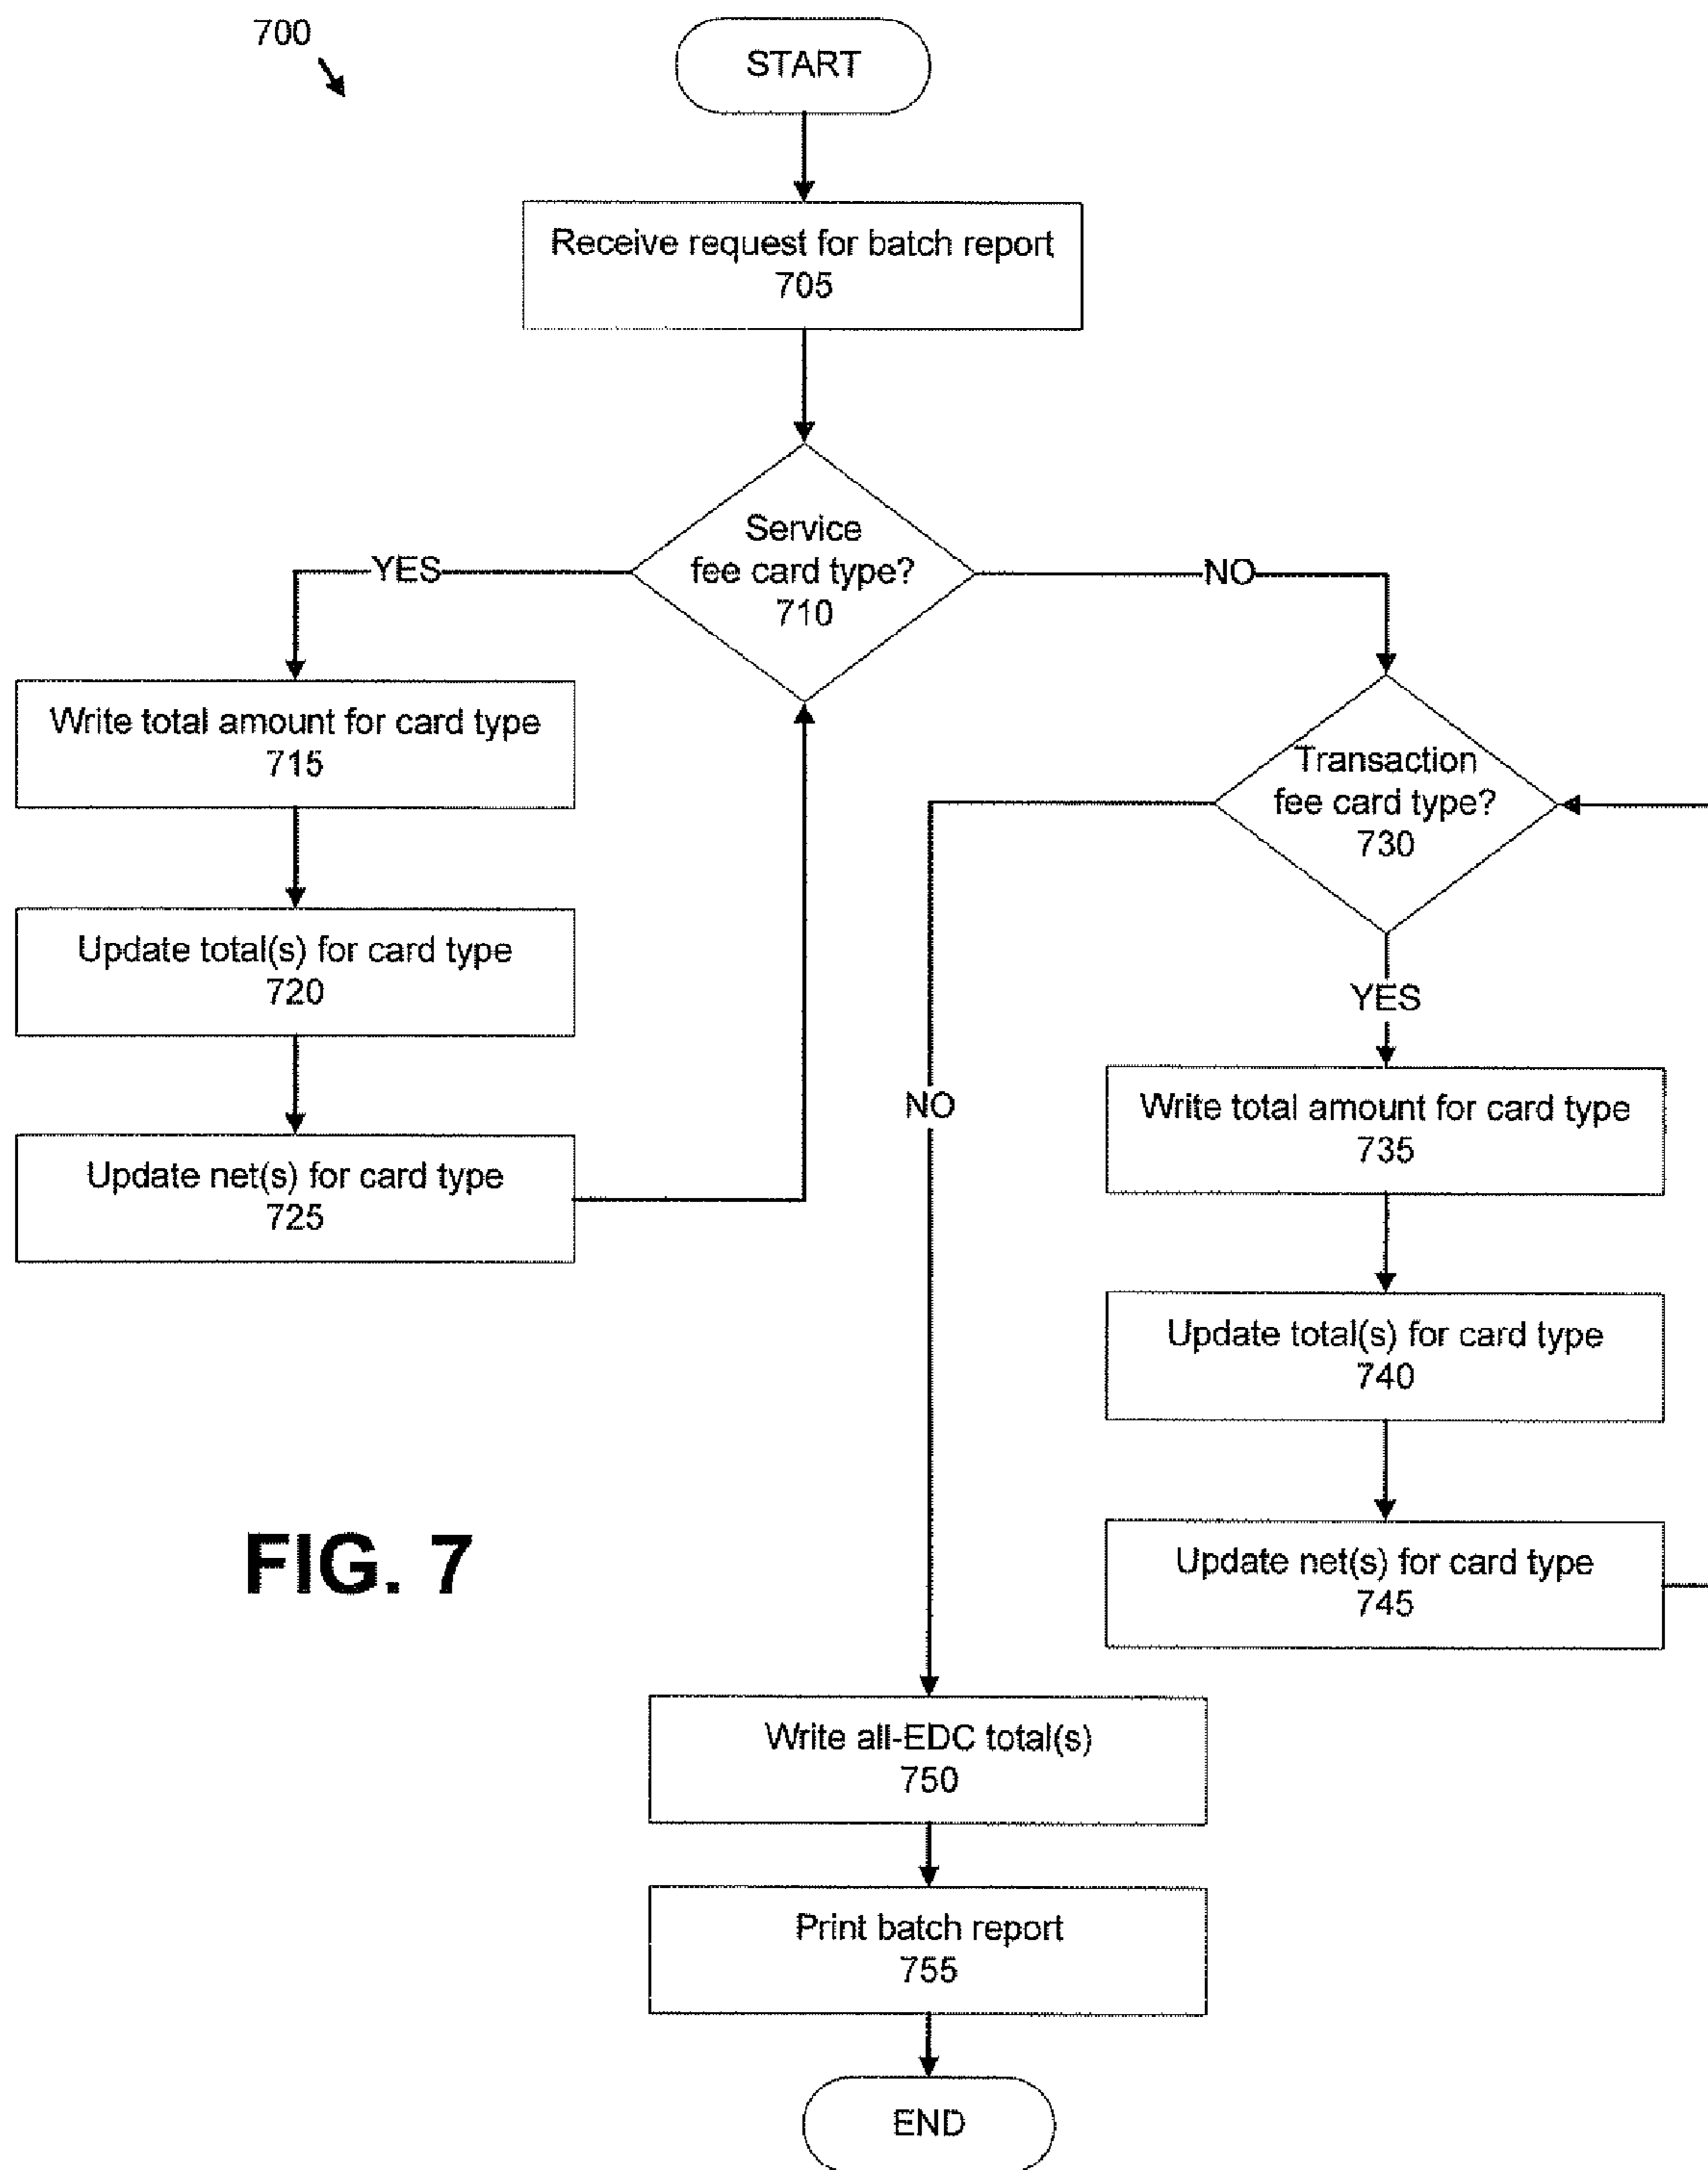 700
START
Receive request for batch report
705
Service
fee card type?
710
YES
NO
Write total amount for card type
715
Transaction
fee card type?
730
Update total(s) for card type
720
YES
NO
Write total amount for card type
735
Update net(s) for card type
725
Update total(s) for card type
740
FIG. 7
Update net(s) for card type
745
Write all-EDC total(s)
750
Print batch report
755
END